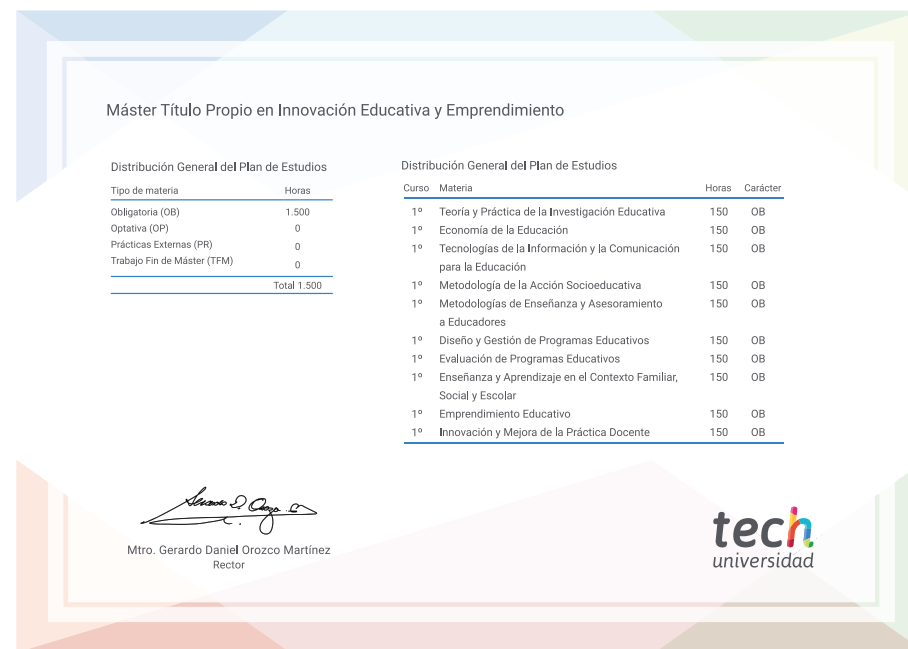 Máster Título Propio en Innovación Educativa y Emprendimiento
Distribución General del Plan de Estudios
Tipo de materia Horas
Obligatoria (OB) 1.500
Optativa (OP) 0
Prácticas Externas (PR) 0
Trabajo Fin de Máster (TFM) 0
Total 1.500
Distribución General del Plan de Estudios
Curso Materia Horas Carácter
1º Teoría y Práctica de la Investigación Educativa 150 OB
1º Economía de la Educación 150 OB
1º Tecnologías de la Información y la Comunicación 150 OB
para la Educación
1º Metodología de la Acción Socioeducativa 150 OB
1º Metodologías de Enseñanza y Asesoramiento 150 OB
a Educadores
1º Diseño y Gestión de Programas Educativos 150 OB
1º Evaluación de Programas Educativos 150 OB
1º Enseñanza y Aprendizaje en el Contexto Familiar, 150 OB
Social y Escolar
1º Emprendimiento Educativo 150 OB
1º Innovación y Mejora de la Práctica Docente 150 OB
Mtro. Gerardo Daniel Orozco Martínez
Rector
tech
universidad